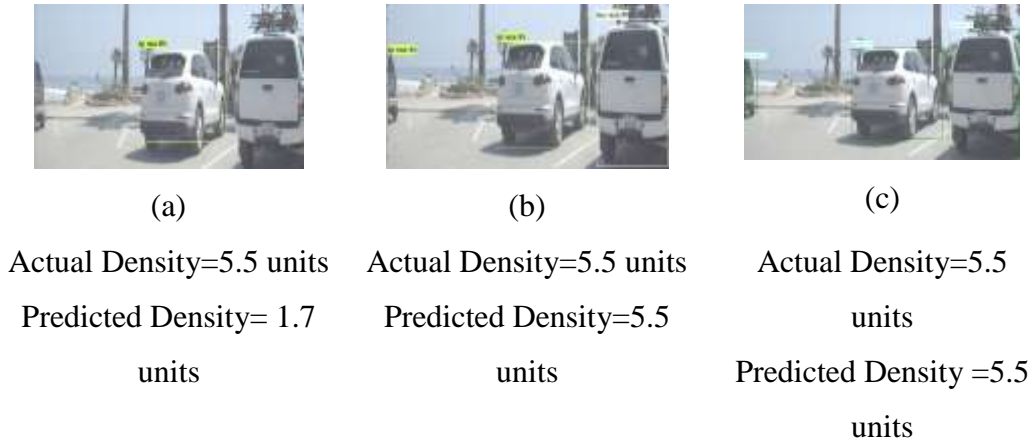 (a)
Actual Density=5.5 units
Predicted Density= 1.7
units
(b)
Actual Density=5.5 units
Predicted Density=5.5
units
(c)
Actual Density=5.5
units
Predicted Density =5.5
units